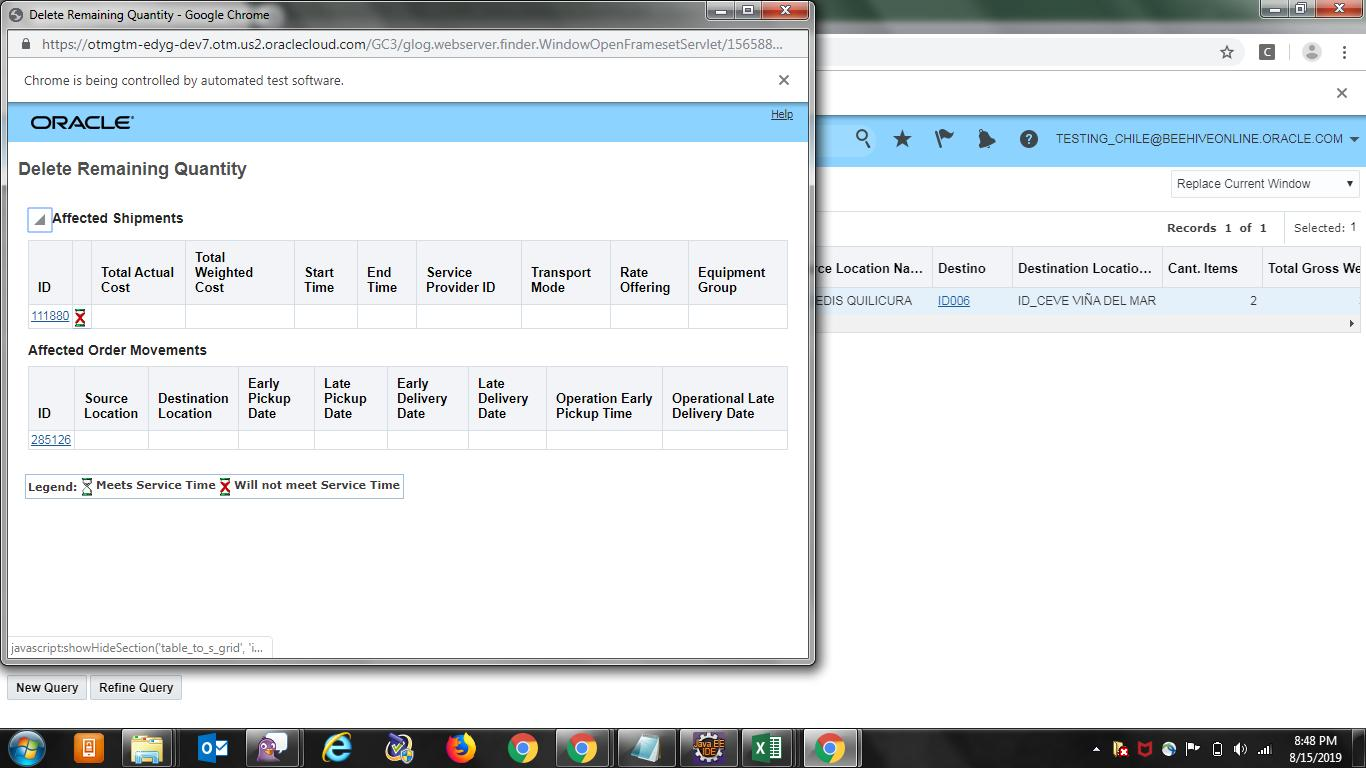 Delete Remaining Quantity - Google Chrome
https://otmgtm-edyg-dev7.otm.us2.oraclecloud.com/GC3/glog.webserver.finder.WindowOpenFramesetServlet/156588...
Chrome is being controlled by automated test software.
ORACLE
Help
Delete Remaining Quantity
Affected Shipments
ID Total Actual Cost Total Weighted Cost Start Time End Time Service Provider ID Transport Mode Rate Offering Equipment Group
111880
Affected Order Movements
ID Source Location Destination Location Early Pickup Date Late Pickup Date Early Delivery Date Late Delivery Date Operation Early Pickup Time Operational Late Delivery Date
285126
Legend: Meets Service Time Will not meet Service Time
javascript:showHideSection('table_to_s_grid', 'i...
New Query Refine Query
C
TESTING_CHILE@BEEHIVEONLINE.ORACLE.COM
Replace Current Window
Records 1 of 1 Selected: 1
rce Location Na... Destino Destination Locatio... Cant. Items Total Gross We
EDIS QUILICURA ID006 ID_CEVE VIÑA DEL MAR 2
Java EE
IDE
8:48 PM
8/15/2019